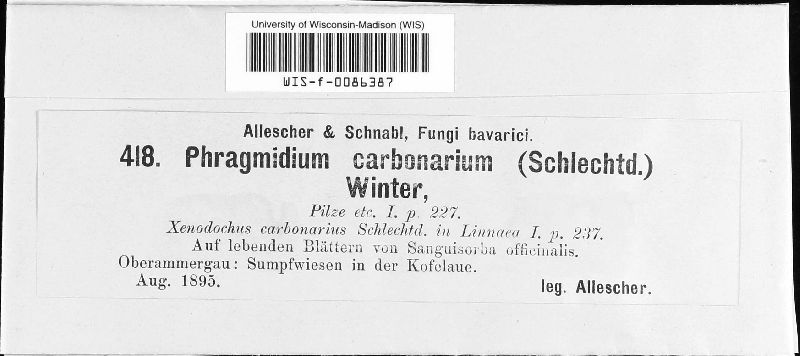 University of Wisconsin-Madison (WIS)
WIS-f-0086387
Allescher & Schnabl, Fungi bavarici.
418. Phragmidium carbonarium (Schlechtd.)
Winter,
Pilze etc. I. p. 227.
Xenodochus carbonarius Schlechtd. in Linnaea I. p. 237.
Auf lebenden Blättern von Sanguisorba officinalis.
Oberammergau: Sumpfwiesen in der Kofelaue.
Aug. 1895.
leg. Allescher.